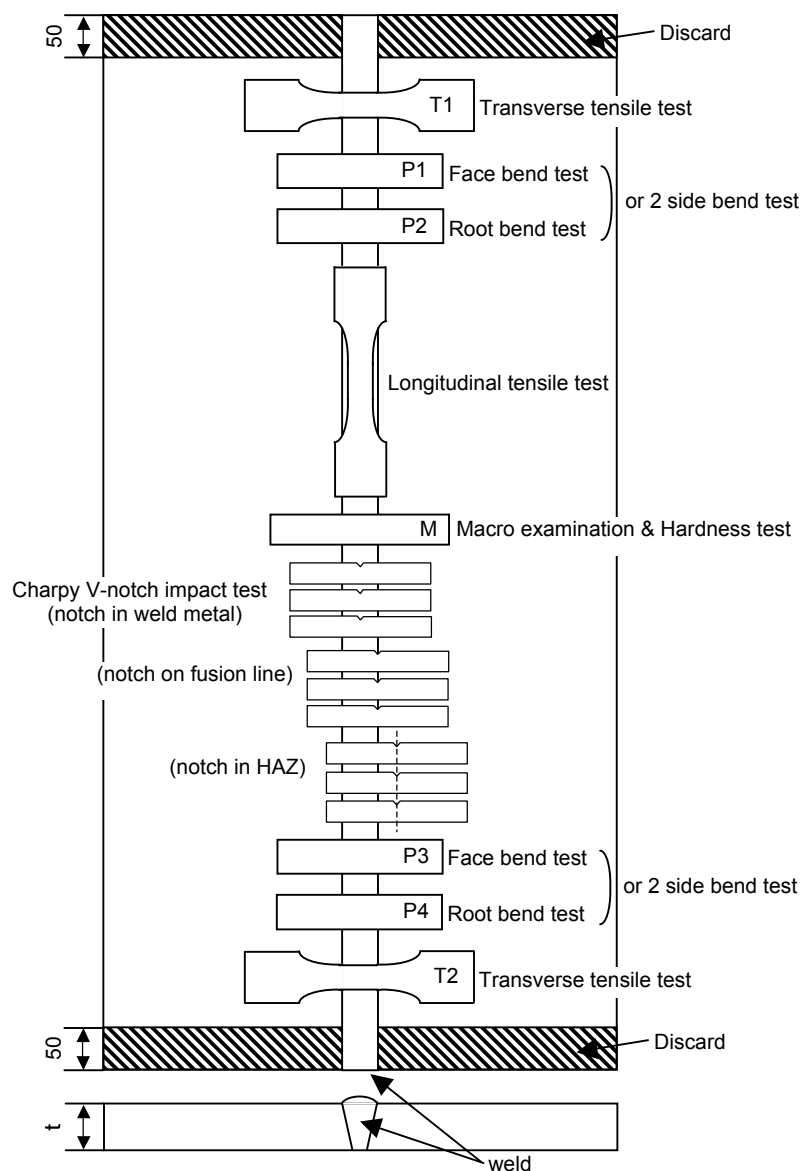 50
Discard
T1
Transverse tensile test
P1
Face bend test
or 2 side bend test
P2
Root bend test
Longitudinal tensile test
M
Macro examination & Hardness test
Charpy V-notch impact test
(notch in weld metal)
(notch on fusion line)
(notch in HAZ)
P3
Face bend test
or 2 side bend test
P4
Root bend test
T2
Transverse tensile test
50
Discard
t
weld